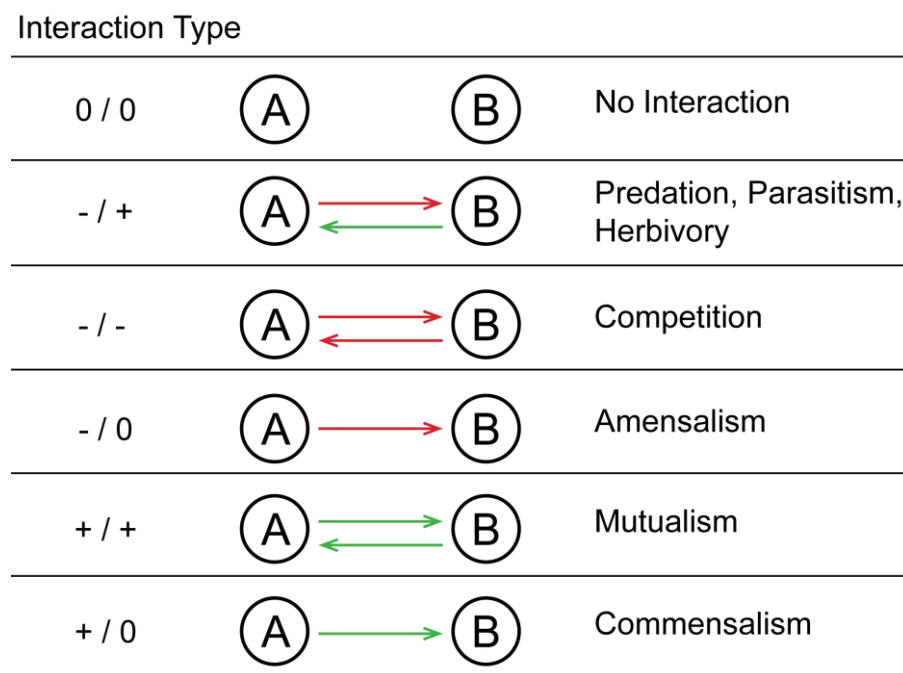 Interaction Type
0 / 0 A B No Interaction
- / + A B Predation, Parasitism,
Herbivory
- / - A B Competition
- / 0 A B Amensalism
+ / + A B Mutualism
+ / 0 A B Commensalism